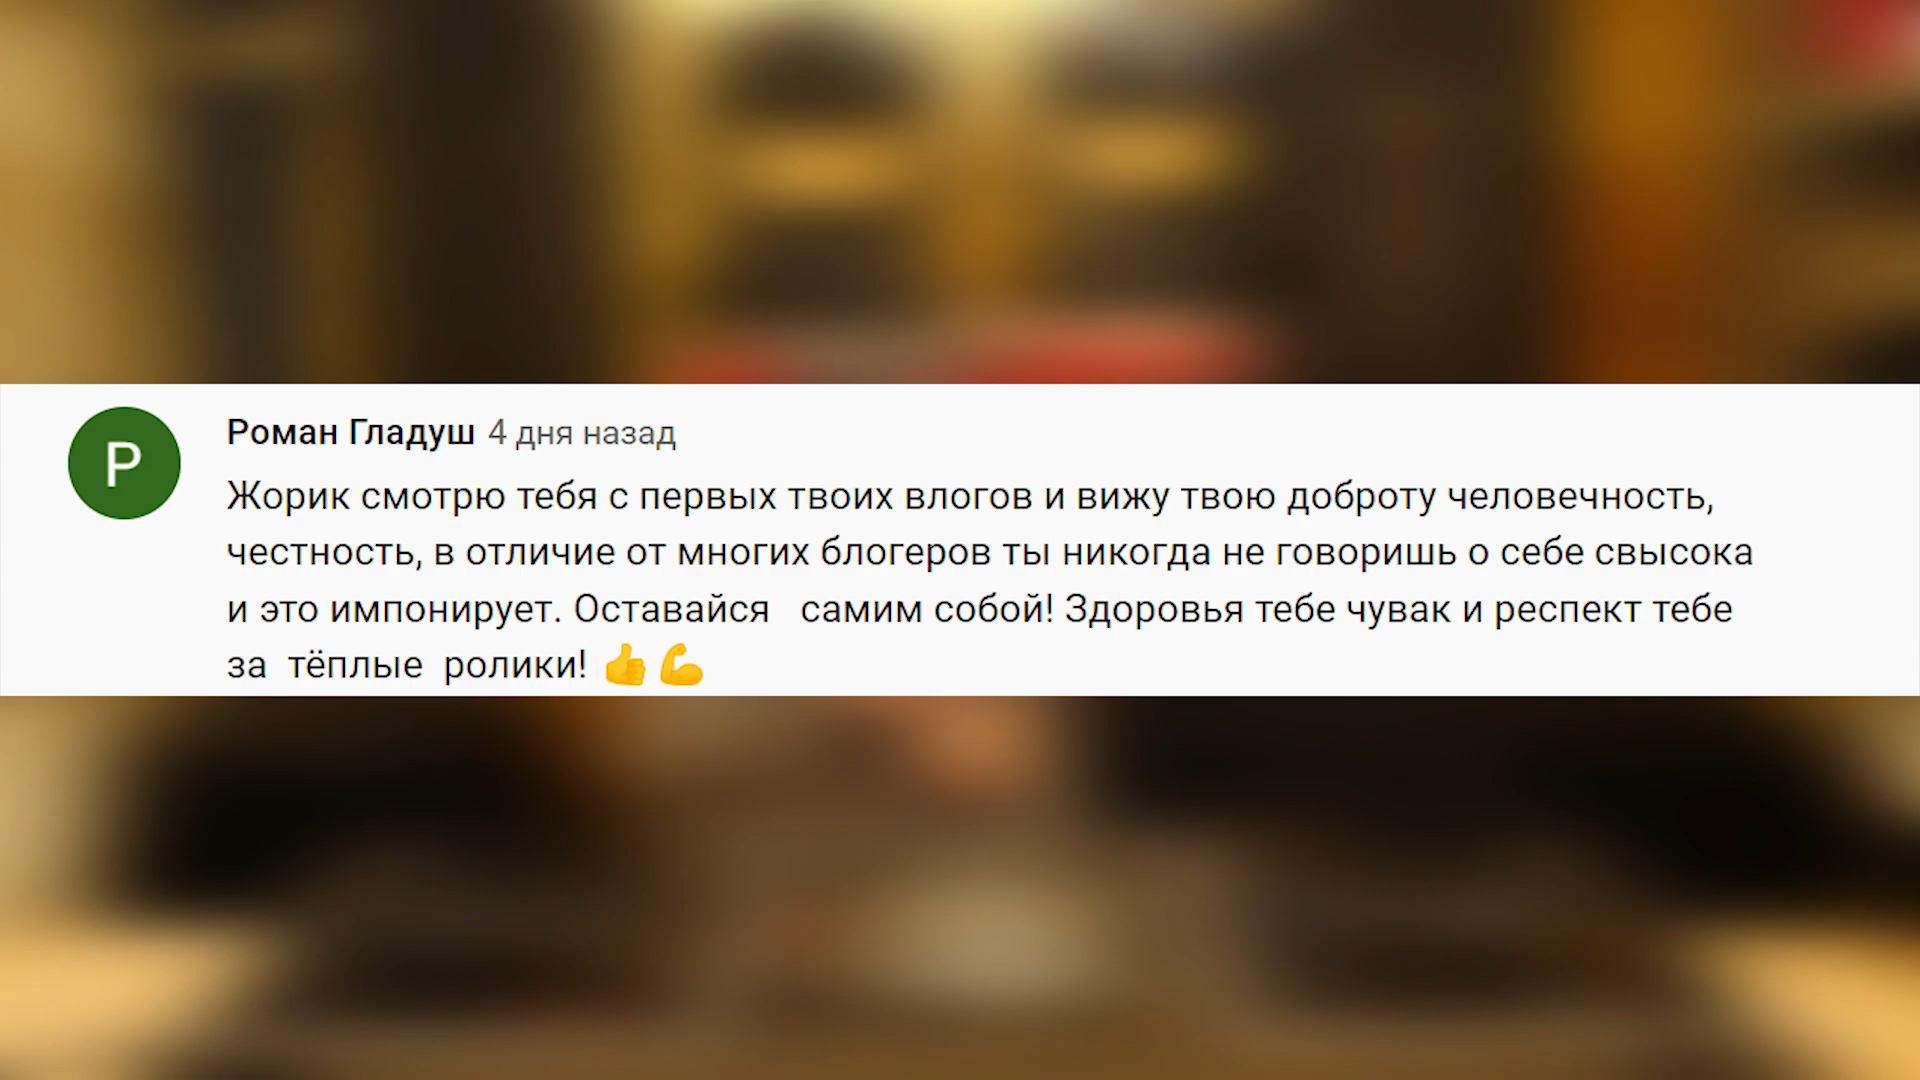 Р
Роман Гладуш 4 дня назад
Жорик смотрю тебя с первых твоих влогов и вижу твою доброту человечность,
честность, в отличие от многих блогеров ты никогда не говоришь о себе свысока
и это импонирует. Оставайся самим собой! Здоровья тебе чувак и респект тебе
за тёплые ролики! 👍💪